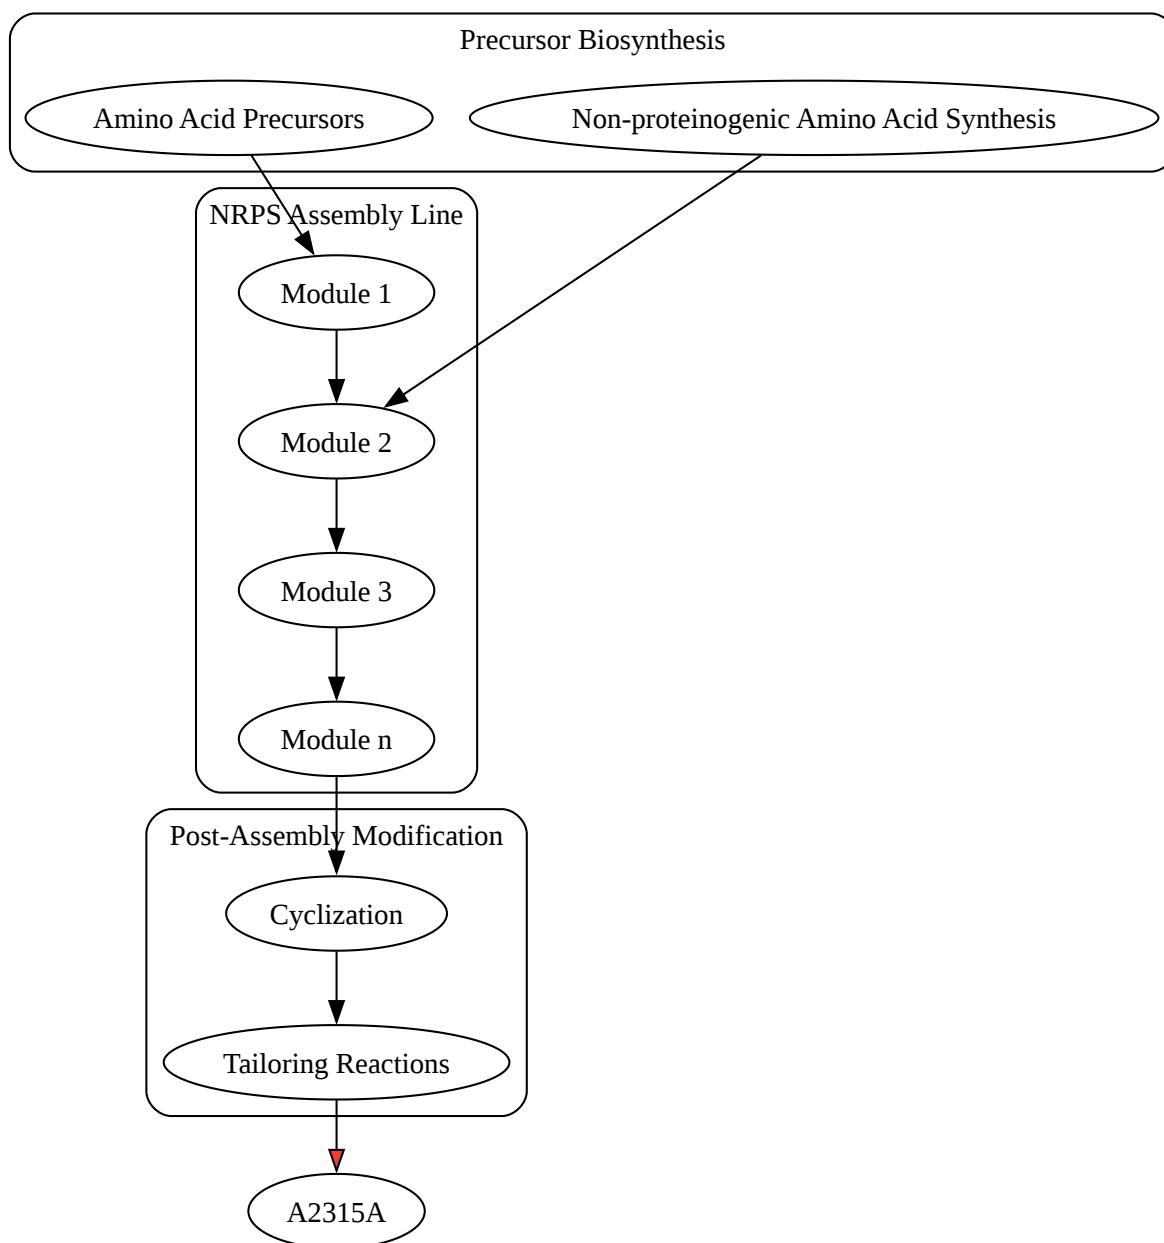 Precursor Biosynthesis
Amino Acid Precursors
Non-proteinogenic Amino Acid Synthesis
NRPS Assembly Line
Module 1
Module 2
Module 3
Module n
Post-Assembly Modification
Cyclization
Tailoring Reactions
A2315A